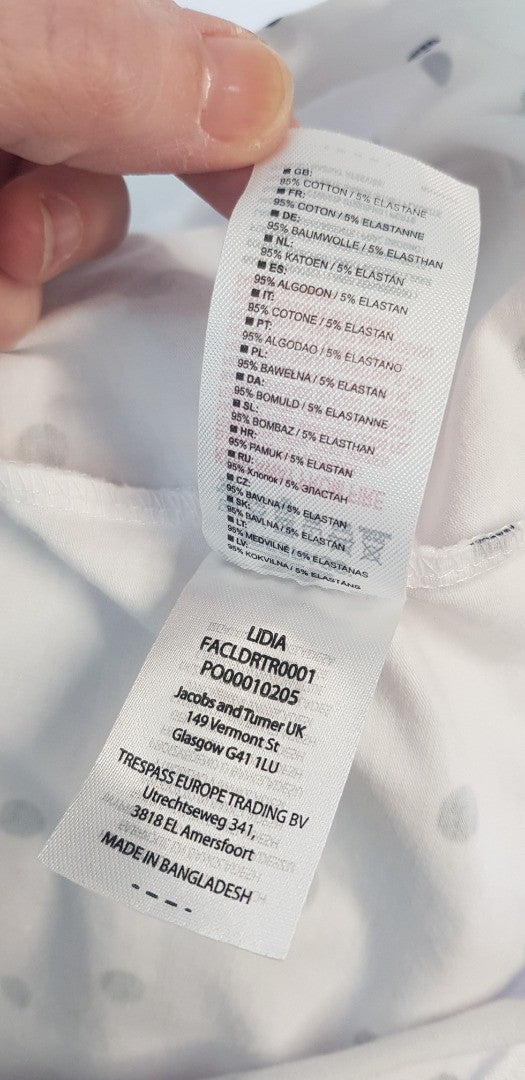 GB:
95% COTTON / 5% ELASTANE
FR:
95% COTON / 5% ELASTANNE
DE:
95% BAUMWOLLE / 5% ELASTHAN
NL:
95% KATOEN / 5% ELASTAN
ES:
95% ALGODON / 5% ELASTAN
IT:
95% COTONE / 5% ELASTAN
PT:
95% ALGODAO / 5% ELASTANO
PL:
95% BAWEŁNA / 5% ELASTAN
DA:
95% BOMULD / 5% ELASTANNE
SL:
95% BOMBAZ / 5% ELASTHAN
HR:
95% PAMUK / 5% ELASTAN
RU:
95% Хлопок / 5% ЭЛАСТАН
CZ:
95% BAVLNA / 5% ELASTAN
SK:
95% BAVLNA / 5% ELASTAN
LT:
95% MEDVILNĖ / 5% ELASTANAS
LV:
95% KOKVILNA / 5% ELASTĀNS
LIDIA
FACLDRTR0001
PO00010205
Jacobs and Turner UK
149 Vermont St
Glasgow G41 1LU
TRESPASS EUROPE TRADING BV
Utrechtseweg 341,
3818 EL Amersfoort
MADE IN BANGLADESH